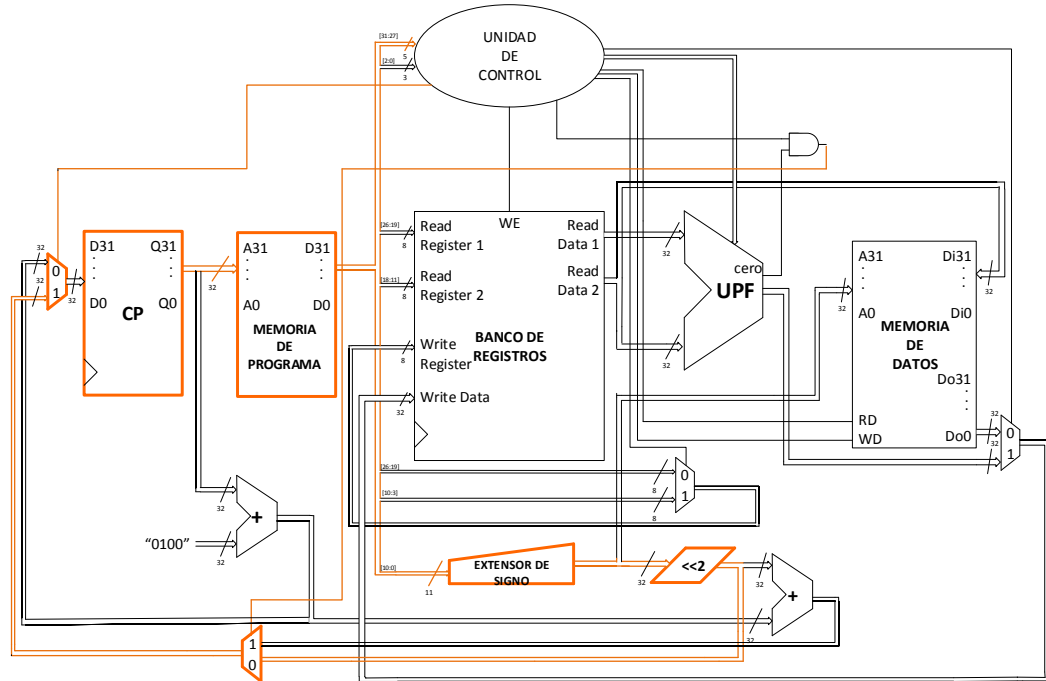 UNIDAD
DE
CONTROL
[31:27]
5
[2:0]
3
32
32
0
1
32
D31 Q31
D0 Q0
CP
32
A31 D31
A0 D0
MEMORIA
DE
PROGRAMA
[26:19]
8
[18:11]
8
8
32
WE
Read
Register 1
Read
Data 1
Read
Register 2
Read
Data 2
BANCO DE
REGISTROS
Write
Register
Write Data
32
32
cero
UPF
32
A31 Di31
A0 Di0
32
MEMORIA
DE
DATOS
Do31
RD
WD Do0
32
32
0
1
[26:19]
8
[10:3]
8
0
1
32
+
"0100"
32
[10:0]
11
EXTENSOR DE
SIGNO
32
<<2
32
+
32
1
0